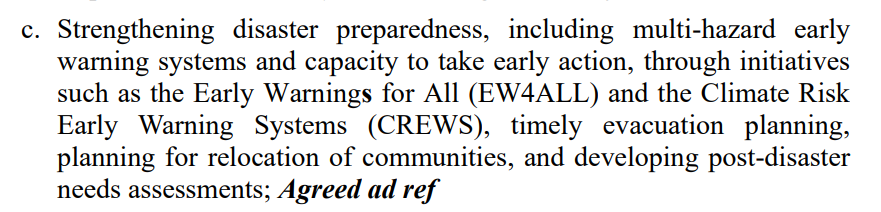 c. Strengthening disaster preparedness, including multi-hazard early
warning systems and capacity to take early action, through initiatives
such as the Early Warnings for All (EW4ALL) and the Climate Risk
Early Warning Systems (CREWS), timely evacuation planning,
planning for relocation of communities, and developing post-disaster
needs assessments; Agreed ad ref